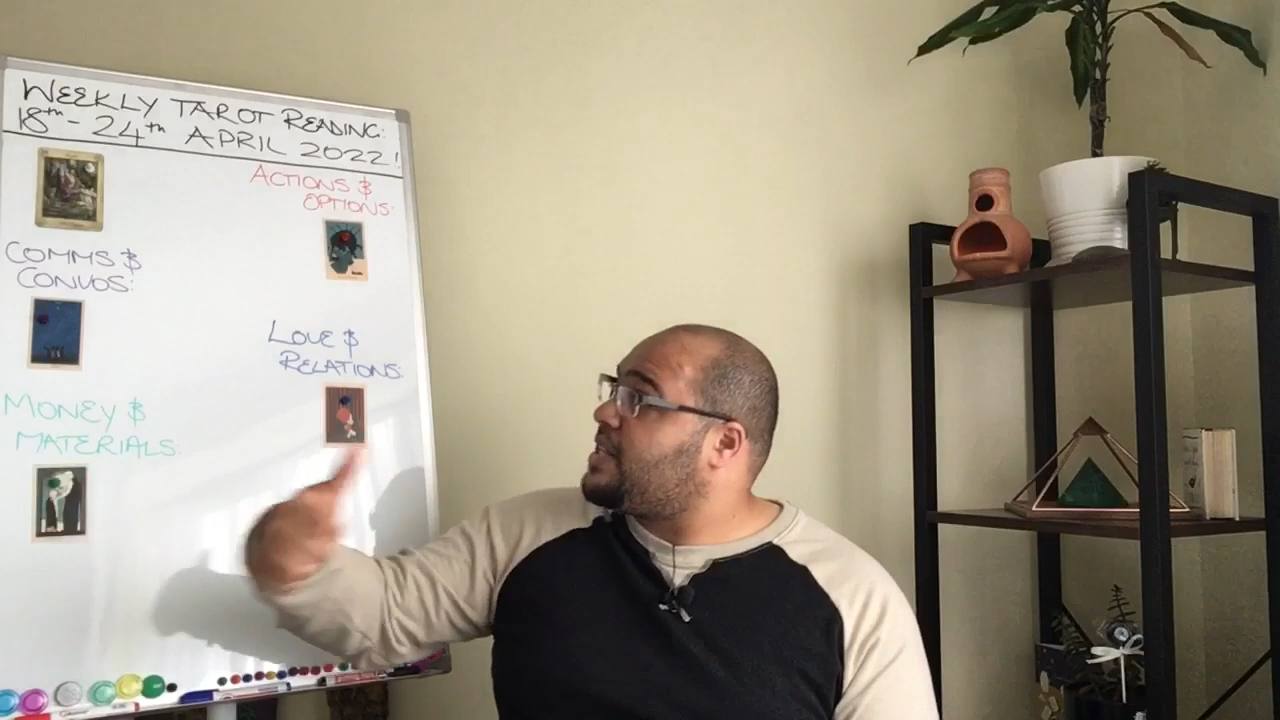 WEEKLY TAROT READING:
18th - 24th APRIL 2022!
ACTIONS &
OPTIONS:
COMMS &
CONVOS:
LOVE &
RELATIONS:
MONEY &
MATERIALS: